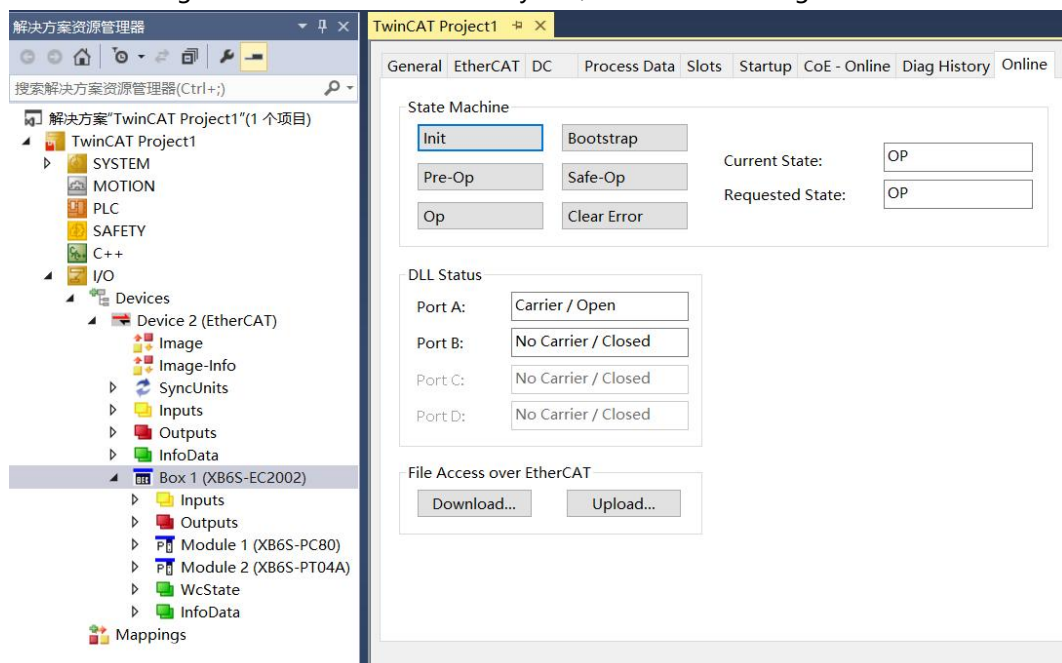 解决方案资源管理器
搜索解决方案资源管理器(Ctrl+;)
解决方案"TwinCAT Project1"(1 个项目)
TwinCAT Project1
SYSTEM
MOTION
PLC
SAFETY
C++
I/O
Devices
Device 2 (EtherCAT)
Image
Image-Info
SyncUnits
Inputs
Outputs
InfoData
Box 1 (XB6S-EC2002)
Inputs
Outputs
Module 1 (XB6S-PC80)
Module 2 (XB6S-PT04A)
WcState
InfoData
Mappings
TwinCAT Project1
General EtherCAT DC Process Data Slots Startup CoE - Online Diag History Online
State Machine
Init Bootstrap
Pre-Op Safe-Op
Op Clear Error
Current State: OP
Requested State: OP
DLL Status
Port A: Carrier / Open
Port B: No Carrier / Closed
Port C: No Carrier / Closed
Port D: No Carrier / Closed
File Access over EtherCAT
Download... Upload...